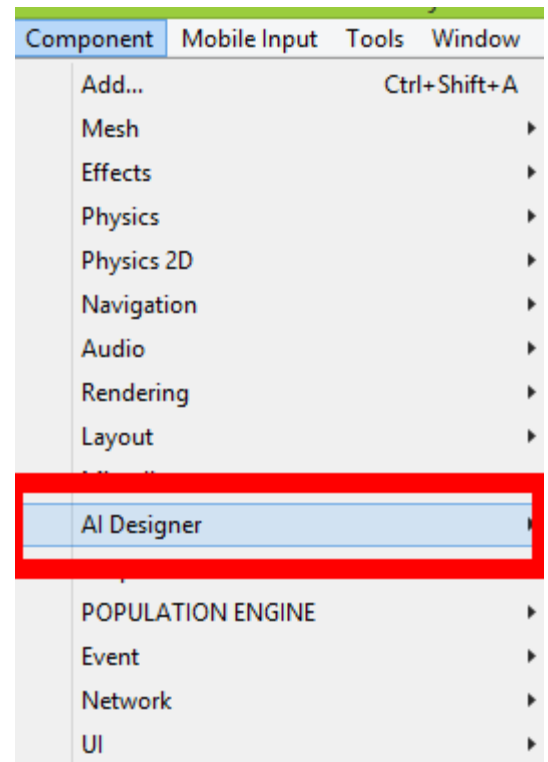 Component Mobile Input Tools Window
Add... Ctrl+Shift+A
Mesh
Effects
Physics
Physics 2D
Navigation
Audio
Rendering
Layout
AI Designer
POPULATION ENGINE
Event
Network
UI